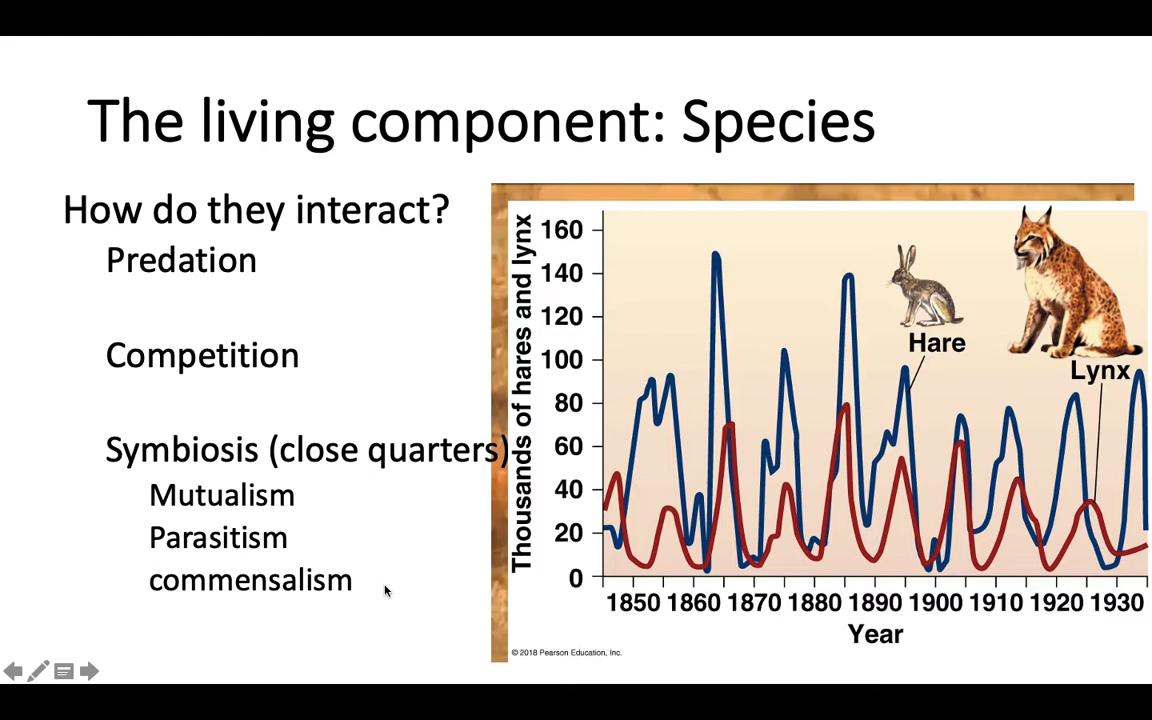 The living component: Species
How do they interact?
Predation
Competition
Symbiosis (close quarters)
Mutualism
Parasitism
commensalism
Thousands of hares and lynx
160
140
120
100
80
60
40
20
0
Hare
Lynx
1850 1860 1870 1880 1890 1900 1910 1920 1930
Year
© 2018 Pearson Education, Inc.